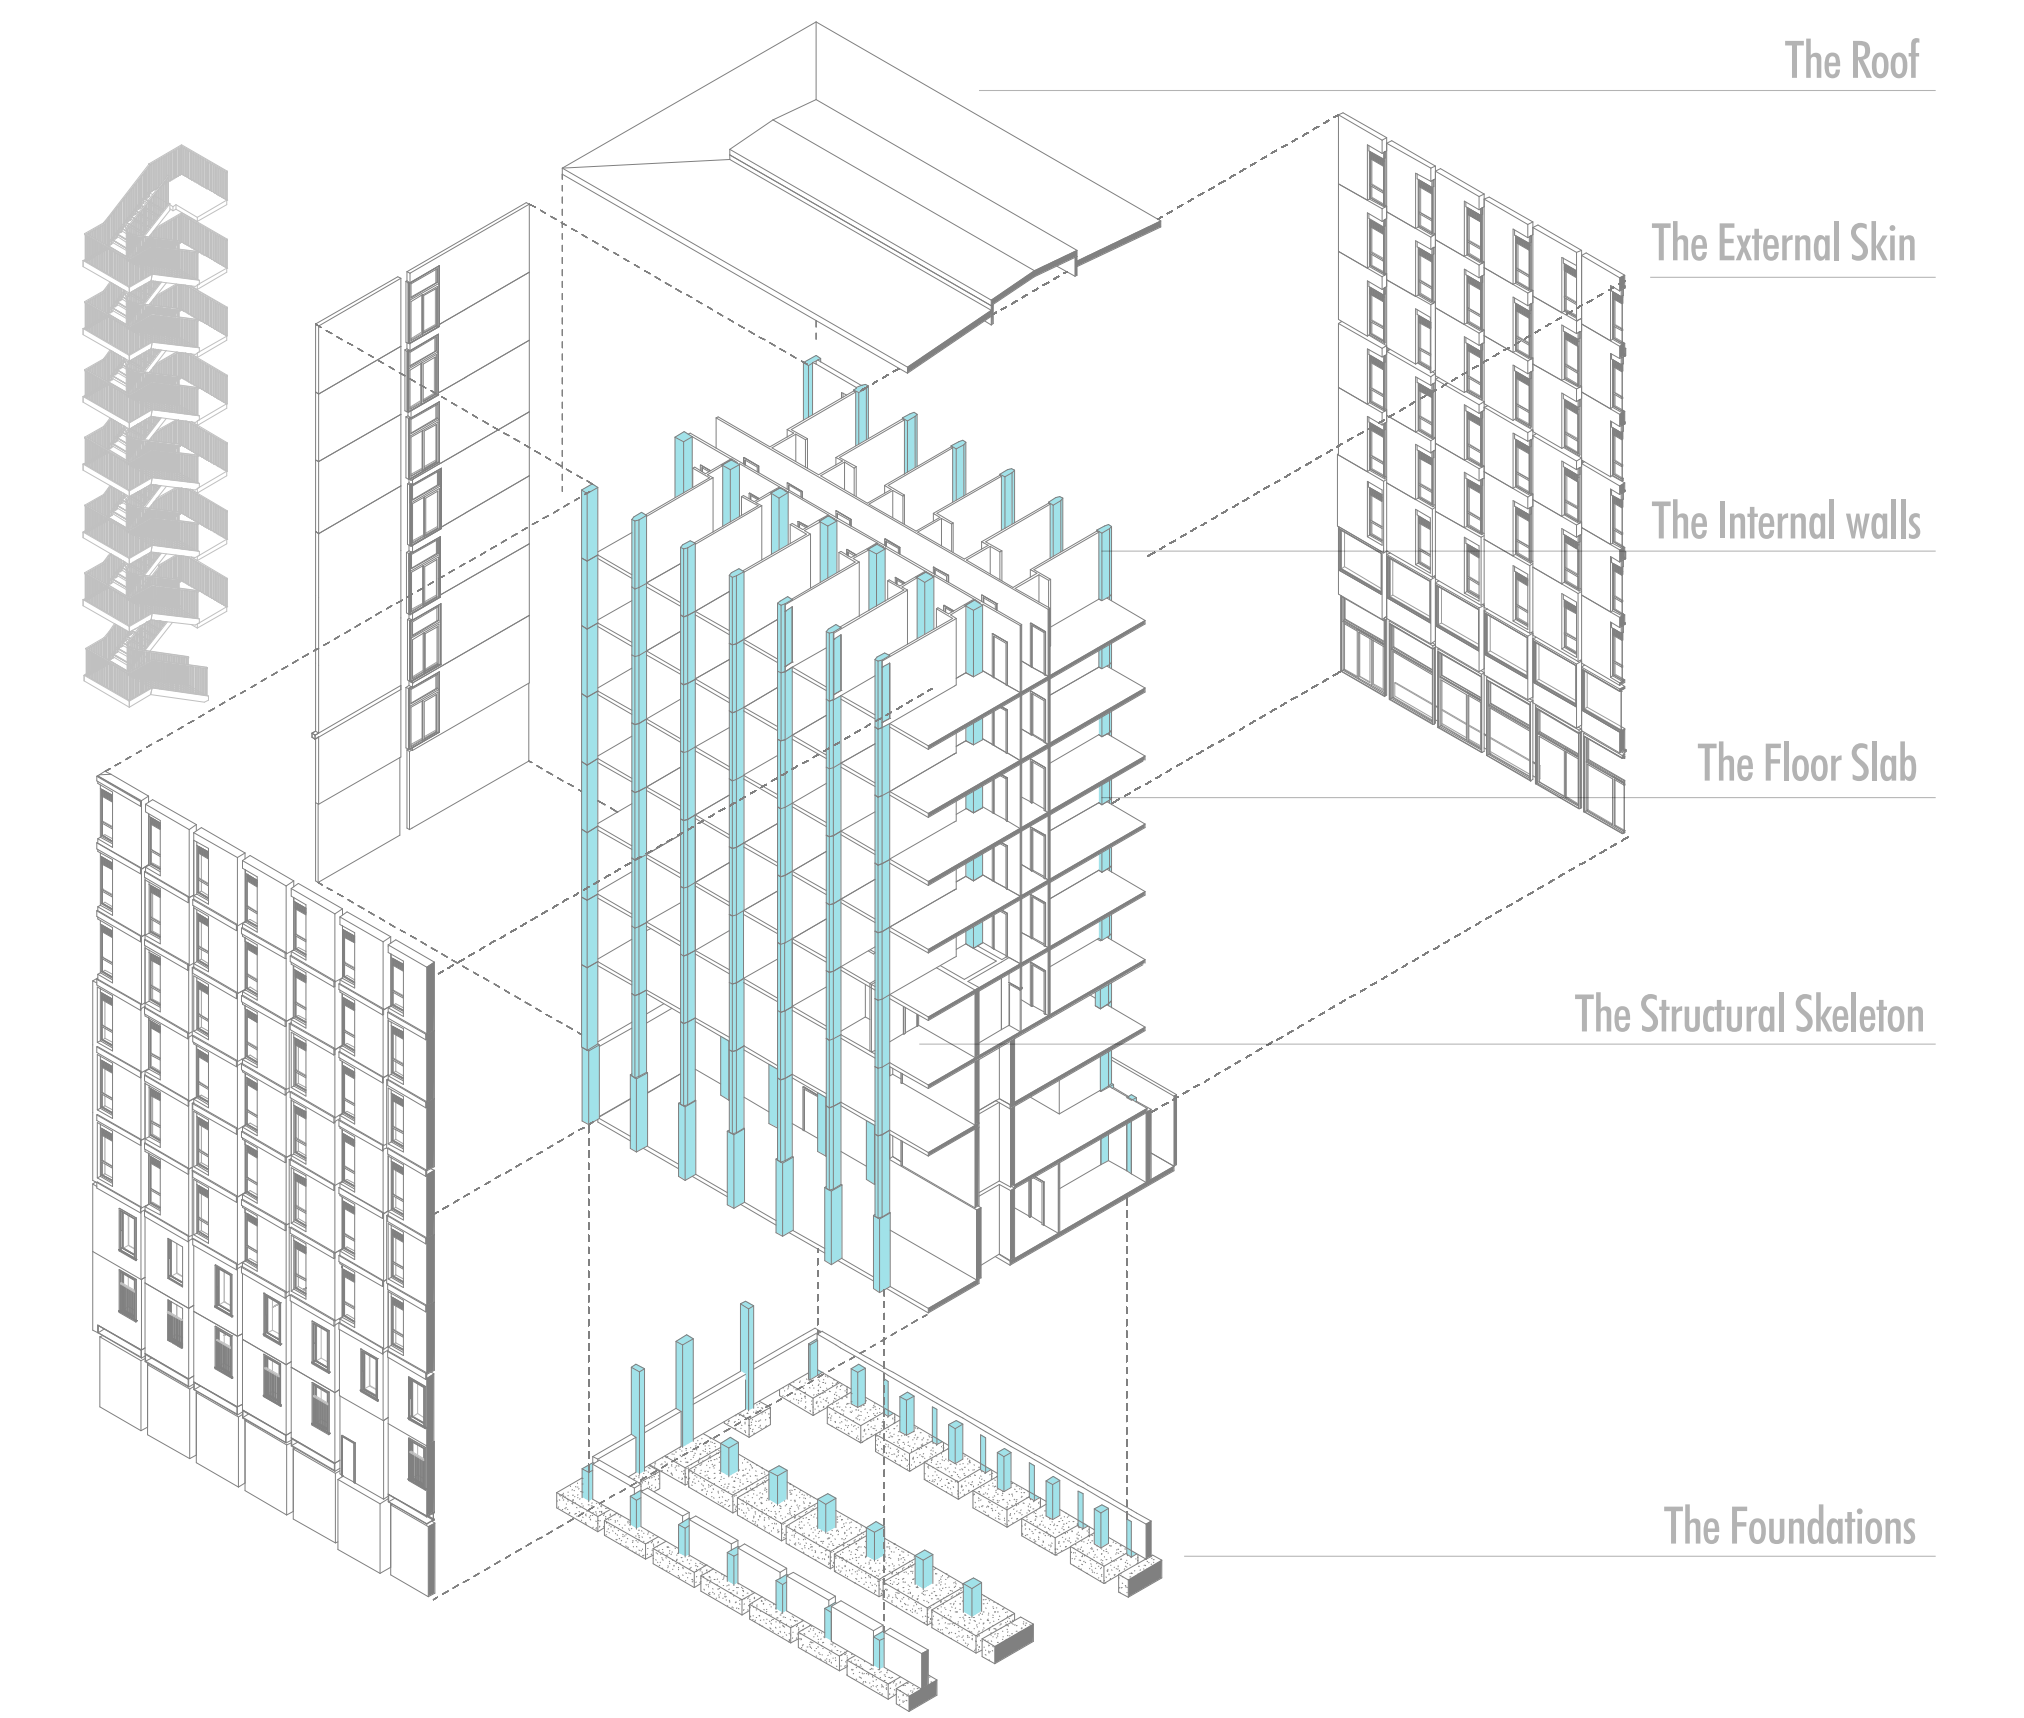 The Roof
The External Skin
The Internal walls
The Floor Slab
The Structural Skeleton
The Foundations